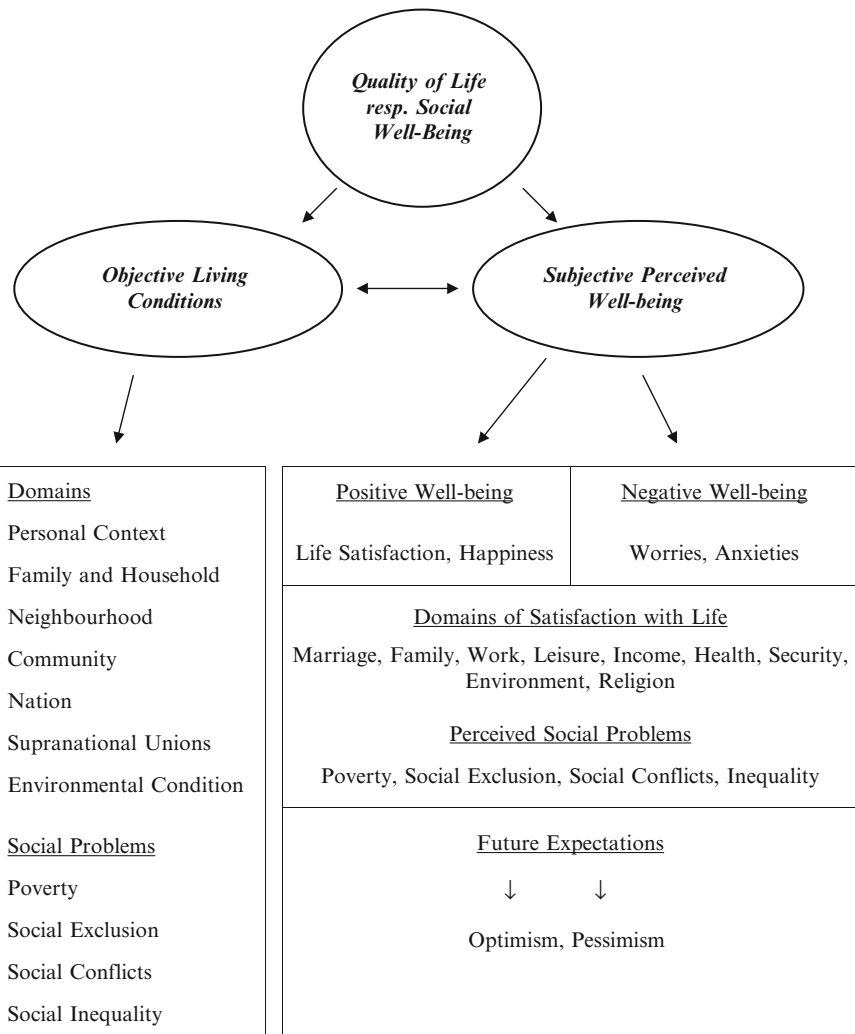 Quality of Life
resp. Social
Well-Being
Objective Living
Conditions
Subjective Perceived
Well-being
Domains
Personal Context
Family and Household
Neighbourhood
Community
Nation
Supranational Unions
Environmental Condition
Social Problems
Poverty
Social Exclusion
Social Conflicts
Social Inequality
Positive Well-being
Life Satisfaction, Happiness
Negative Well-being
Worries, Anxieties
Domains of Satisfaction with Life
Marriage, Family, Work, Leisure, Income, Health, Security,
Environment, Religion
Perceived Social Problems
Poverty, Social Exclusion, Social Conflicts, Inequality
Future Expectations
↓ ↓
Optimism, Pessimism